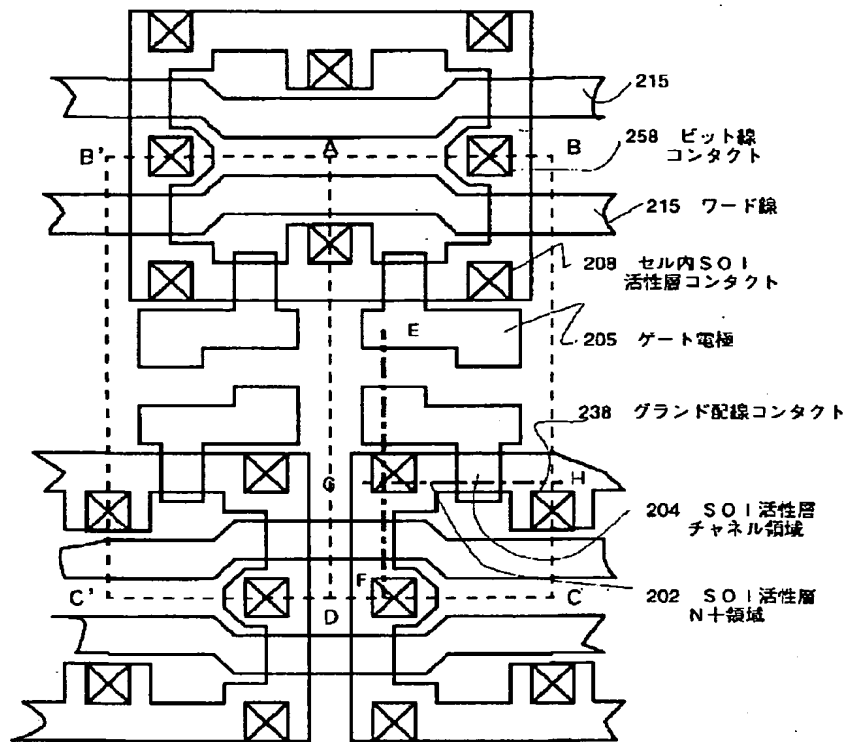 215
258 ビット線
コンタクト
B'
A
B
215 ワード線
208 セル内SOI
活性層コンタクト
E
205 ゲート電極
238 グランド配線コンタクト
G
H
204 SOI活性層
チャネル領域
F
C'
D
C
202 SOI活性層
N+領域